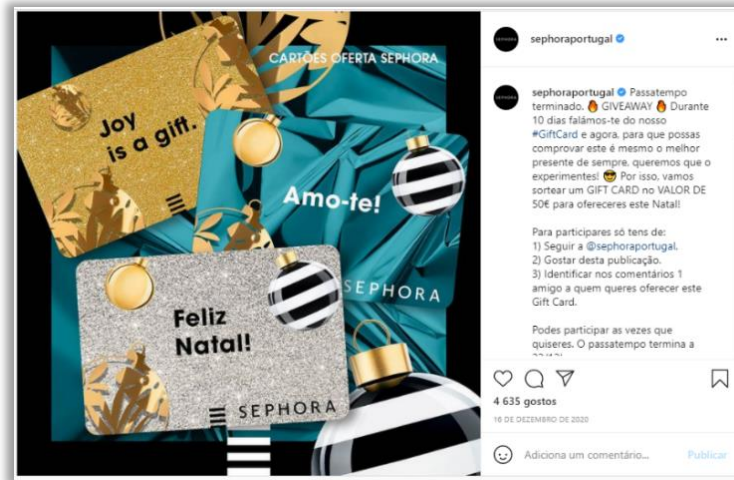 CARTÕES OFERTA SEPHORA
Joy
is a gift.
Amo-te!
SEPHORA
Feliz
Natal!
SEPHORA
sephoraportugal
sephoraportugal Passatempo
terminado. 🔥 GIVEAWAY 🔥 Durante
10 dias falámos-te do nosso
#GiftCard e agora, para que possas
comprovar este é mesmo o melhor
presente de sempre, queremos que o
experimentes! 😎 Por isso, vamos
sortear um GIFT CARD no VALOR DE
50€ para ofereceres este Natal!
Para participares só tens de:
1) Seguir a @sephoraportugal.
2) Gostar desta publicação.
3) Identificar nos comentários 1
amigo a quem queres oferecer este
Gift Card.
Podes participar as vezes que
quiseres. O passatempo termina a
4 635 gostos
16 DE DEZEMBRO DE 2020
Adiciona um comentário... Publicar